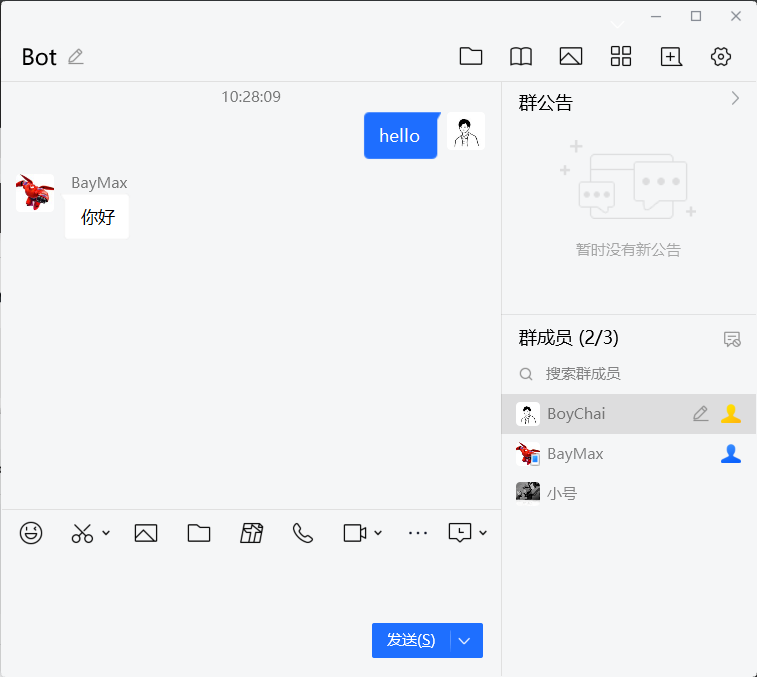 Bot
10:28:09
hello
BayMax
你好
发送(S)
群公告
暂时没有新公告
群成员 (2/3)
搜索群成员
BoyChai
BayMax
小号